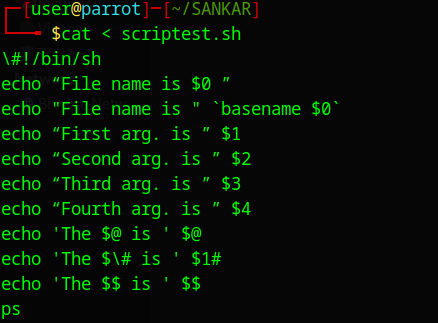 ┌─[user@parrot]─[~/SANKAR]
└──╼ $cat < scriptest.sh
\#!/bin/sh
echo “File name is $0 ”
echo "File name is " `basename $0`
echo “First arg. is ” $1
echo “Second arg. is ” $2
echo “Third arg. is ” $3
echo “Fourth arg. is ” $4
echo 'The $@ is ' $@
echo 'The $\# is ' $1#
echo 'The $$ is ' $$
ps